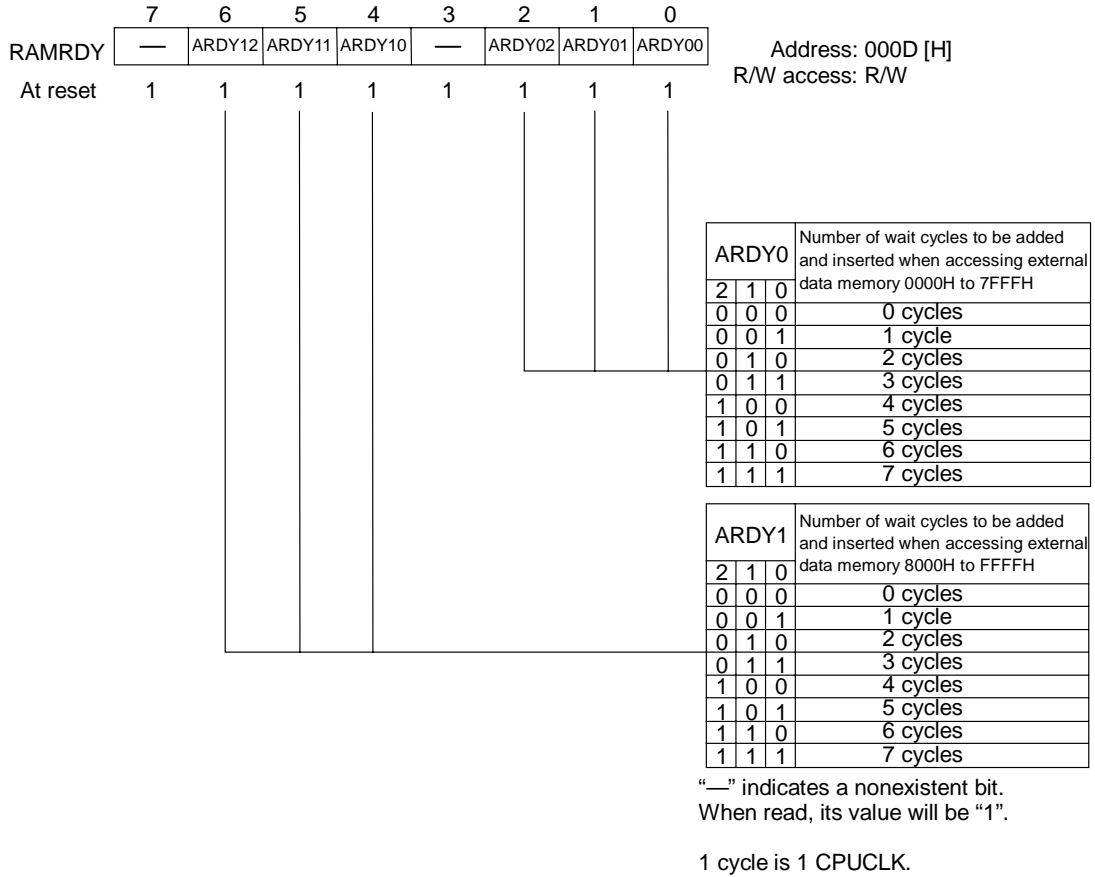 7 6 5 4 3 2 1 0
RAMRDY — ARDY12 ARDY11 ARDY10 — ARDY02 ARDY01 ARDY00
Address: 000D [H]
R/W access: R/W
At reset 1 1 1 1 1 1 1 1
ARDY0
Number of wait cycles to be added
and inserted when accessing external
data memory 0000H to 7FFFH
2 1 0
0 0 0 0 cycles
0 0 1 1 cycle
0 1 0 2 cycles
0 1 1 3 cycles
1 0 0 4 cycles
1 0 1 5 cycles
1 1 0 6 cycles
1 1 1 7 cycles
ARDY1
Number of wait cycles to be added
and inserted when accessing external
data memory 8000H to FFFFH
2 1 0
0 0 0 0 cycles
0 0 1 1 cycle
0 1 0 2 cycles
0 1 1 3 cycles
1 0 0 4 cycles
1 0 1 5 cycles
1 1 0 6 cycles
1 1 1 7 cycles
“—” indicates a nonexistent bit.
When read, its value will be “1”.
1 cycle is 1 CPUCLK.